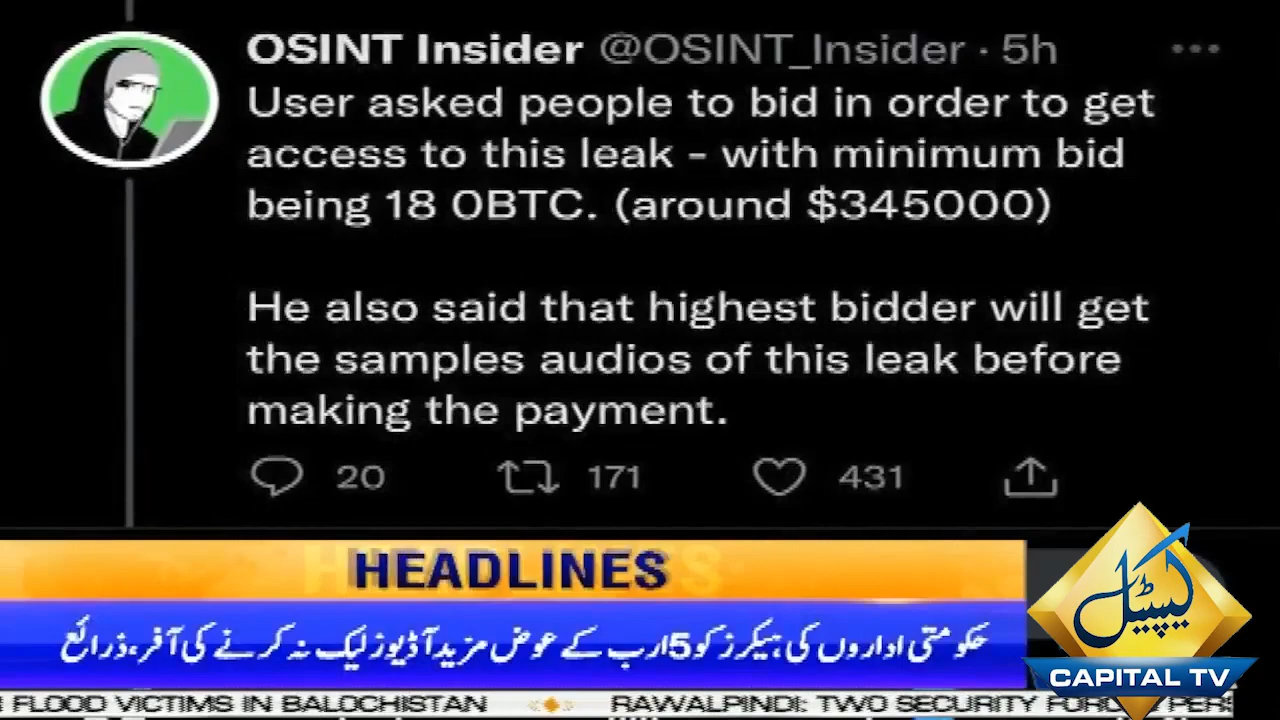 OSINT Insider @OSINT_Insider · 5h
User asked people to bid in order to get
access to this leak - with minimum bid
being 18 0BTC. (around $345000)
He also said that highest bidder will get
the samples audios of this leak before
making the payment.
20 171 431
HEADLINES
حکومتی اداروں کی ہیکرز کو 5 ارب کے عوض مزید آڈیوز لیک نہ کرنے کی آفر، ذرائع
کیپیٹل
CAPITAL TV
FLOOD VICTIMS IN BALOCHISTAN RAWALPINDI: TWO SECURITY